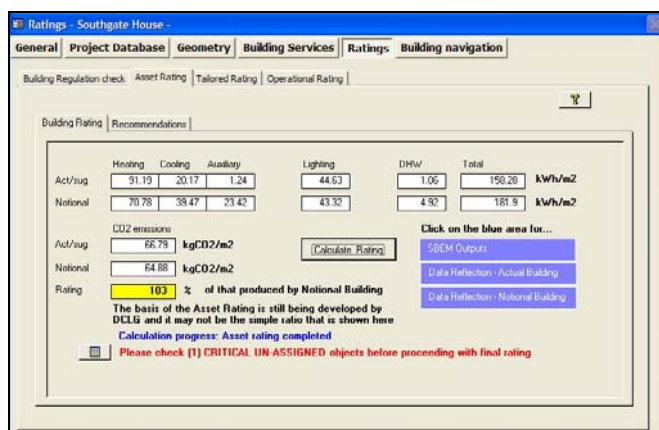 Ratings - Southgate House -
General Project Database Geometry Building Services Ratings Building navigation
Building Regulation check Asset Rating Tailored Rating Operational Rating
?
Building Rating Recommendations
Heating Cooling Auxiliary Lighting DHW Total
Act/sug 91.19 20.17 1.24 44.63 1.06 158.28 kWh/m2
Notional 70.78 39.47 23.42 43.32 4.92 181.9 kWh/m2
CO2 emissions Click on the blue area for...
Act/sug 66.79 kgCO2/m2 Calculate Rating SBEM Outputs
Notional 64.88 kgCO2/m2 Data Reflection - Actual Building
Rating 103 % of that produced by Notional Building Data Reflection - Notional Building
The basis of the Asset Rating is still being developed by
DCLG and it may not be the simple ratio that is shown here
Calculation progress: Asset rating completed
Please check (1) CRITICAL UN-ASSIGNED objects before proceeding with final rating